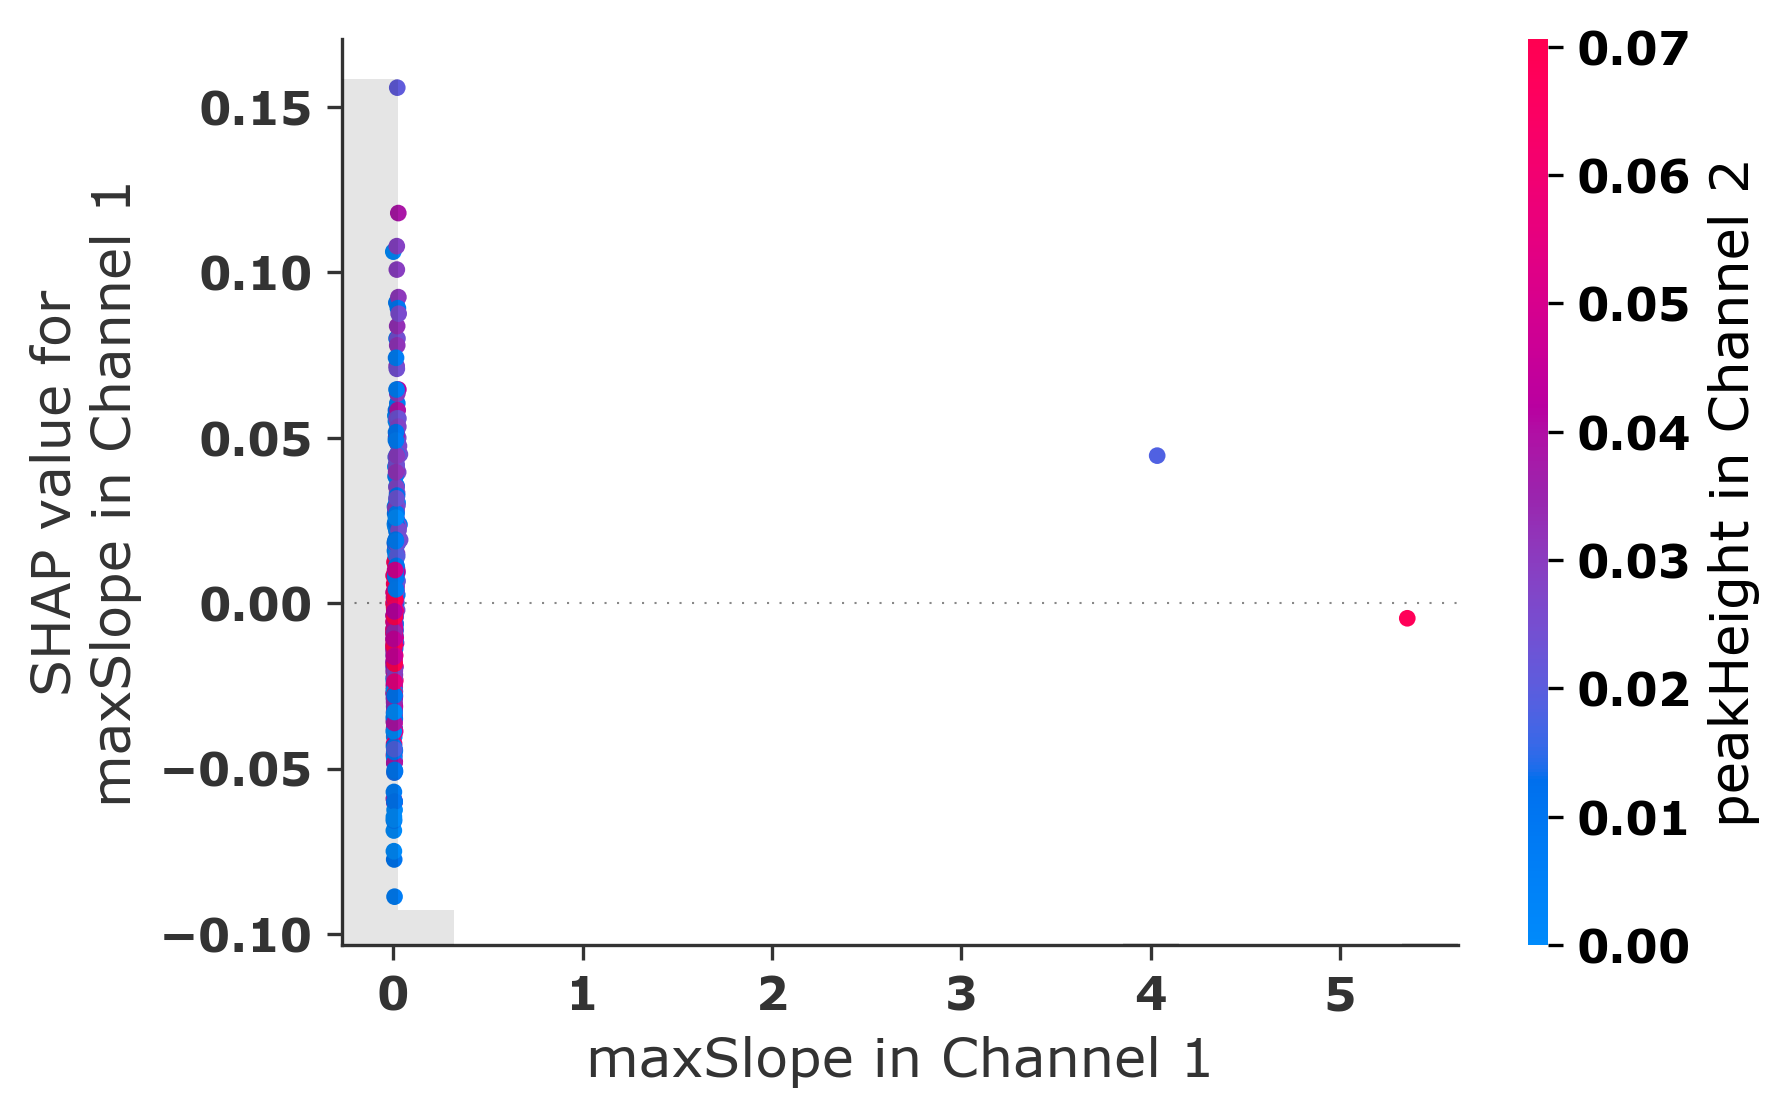 SHAP value for
maxSlope in Channel 1
0.15
0.10
0.05
0.00
−0.05
−0.10
0 1 2 3 4 5
maxSlope in Channel 1
0.07
0.06
0.05
0.04
0.03
0.02
0.01
0.00
peakHeight in Channel 2